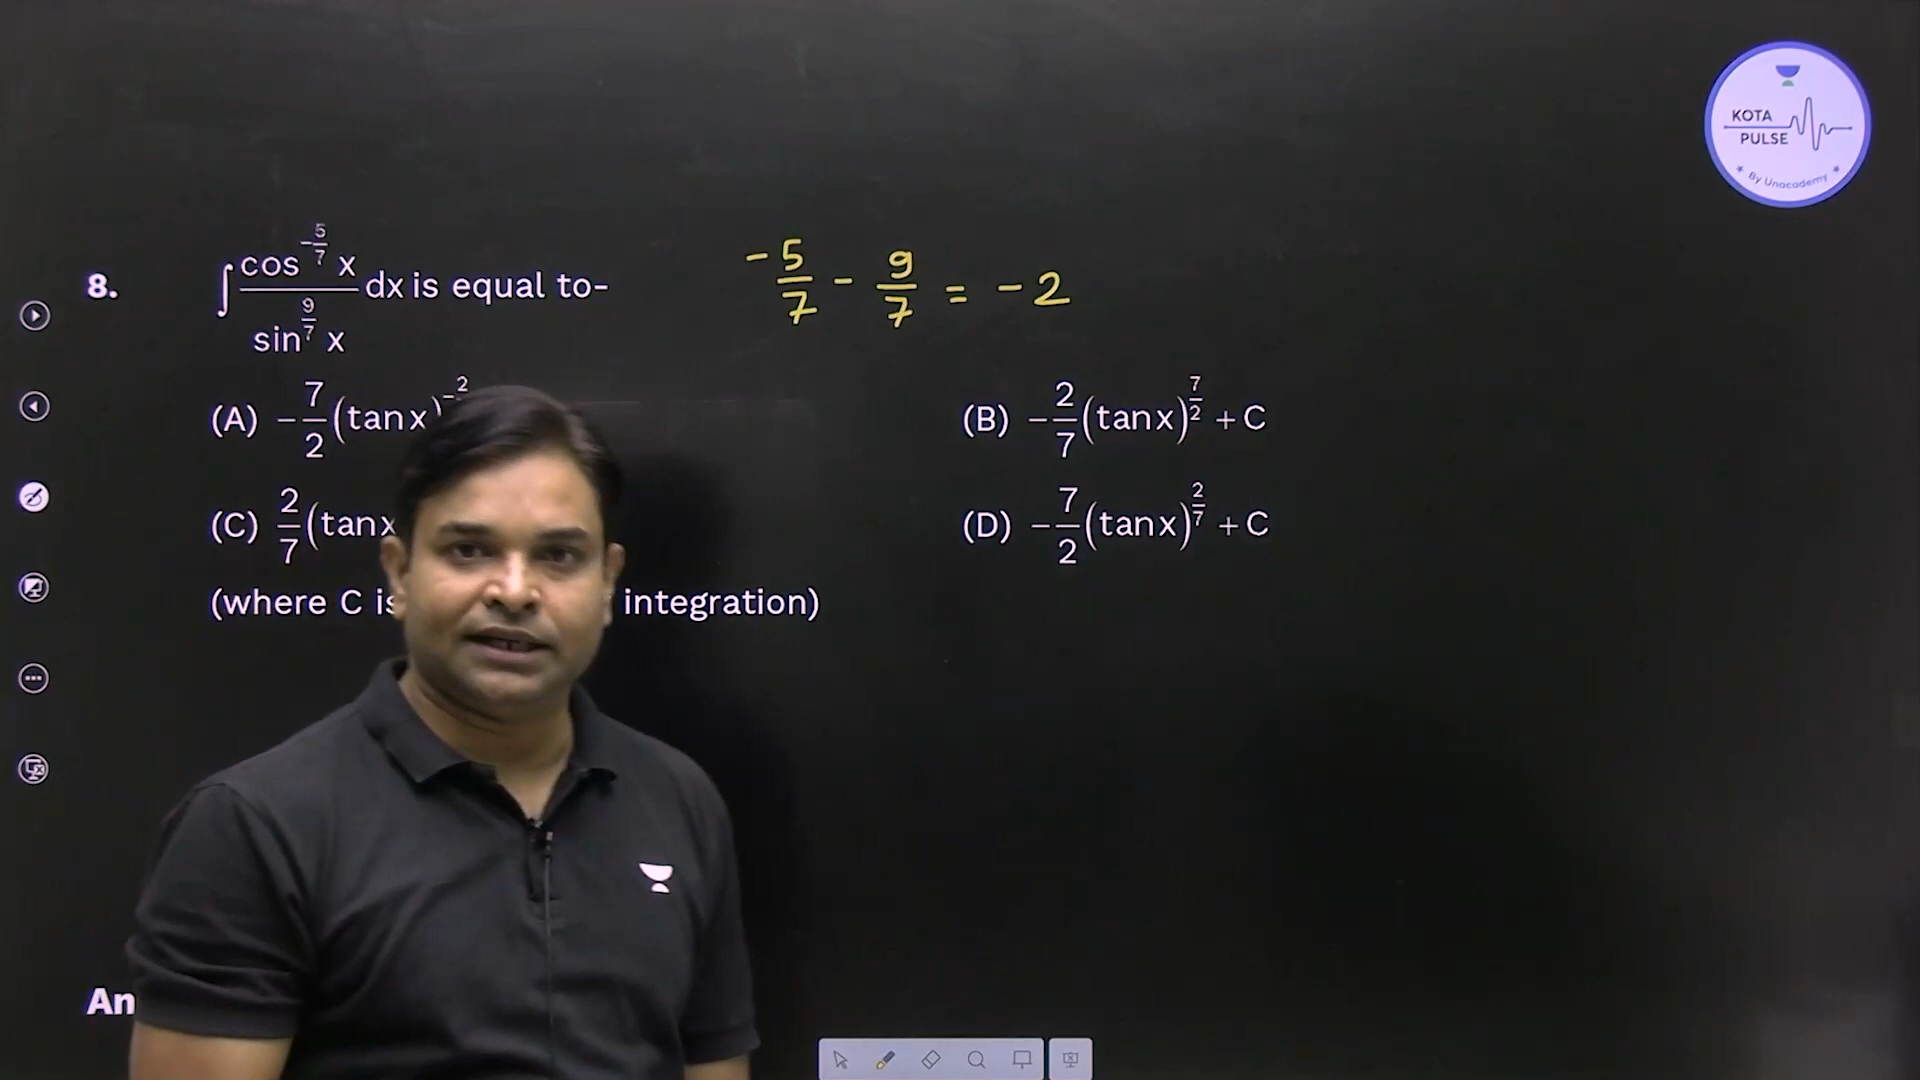 KOTA
PULSE
★ By Unacademy ★
8. ∫ cos^(-5/7) x / sin^(9/7) x dx is equal to-
-5/7 - 9/7 = -2
(A) -7/2 (tan x)^(-2
(B) -2/7 (tan x)^(7/2) + C
(C) 2/7 (tan x
(D) -7/2 (tan x)^(2/7) + C
(where C is integration)